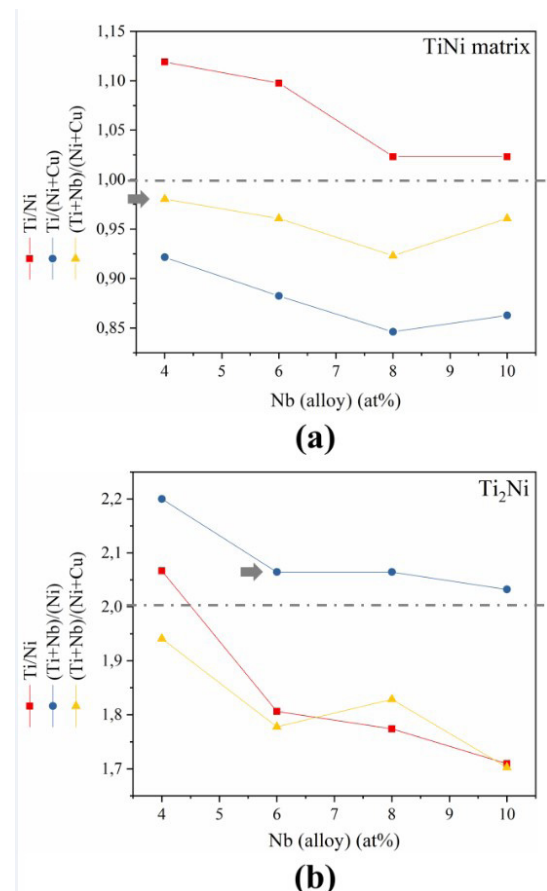 TiNi matrix
1,15
1,10
1,05
1,00
0,95
0,90
0,85
4 5 6 7 8 9 10
Nb (alloy) (at%)
Ti/Ni
Ti/(Ni+Cu)
(Ti+Nb)/(Ni+Cu)
(a)
Ti₂Ni
2,2
2,1
2,0
1,9
1,8
1,7
4 5 6 7 8 9 10
Nb (alloy) (at%)
Ti/Ni
(Ti+Nb)/(Ni)
(Ti+Nb)/(Ni+Cu)
(b)